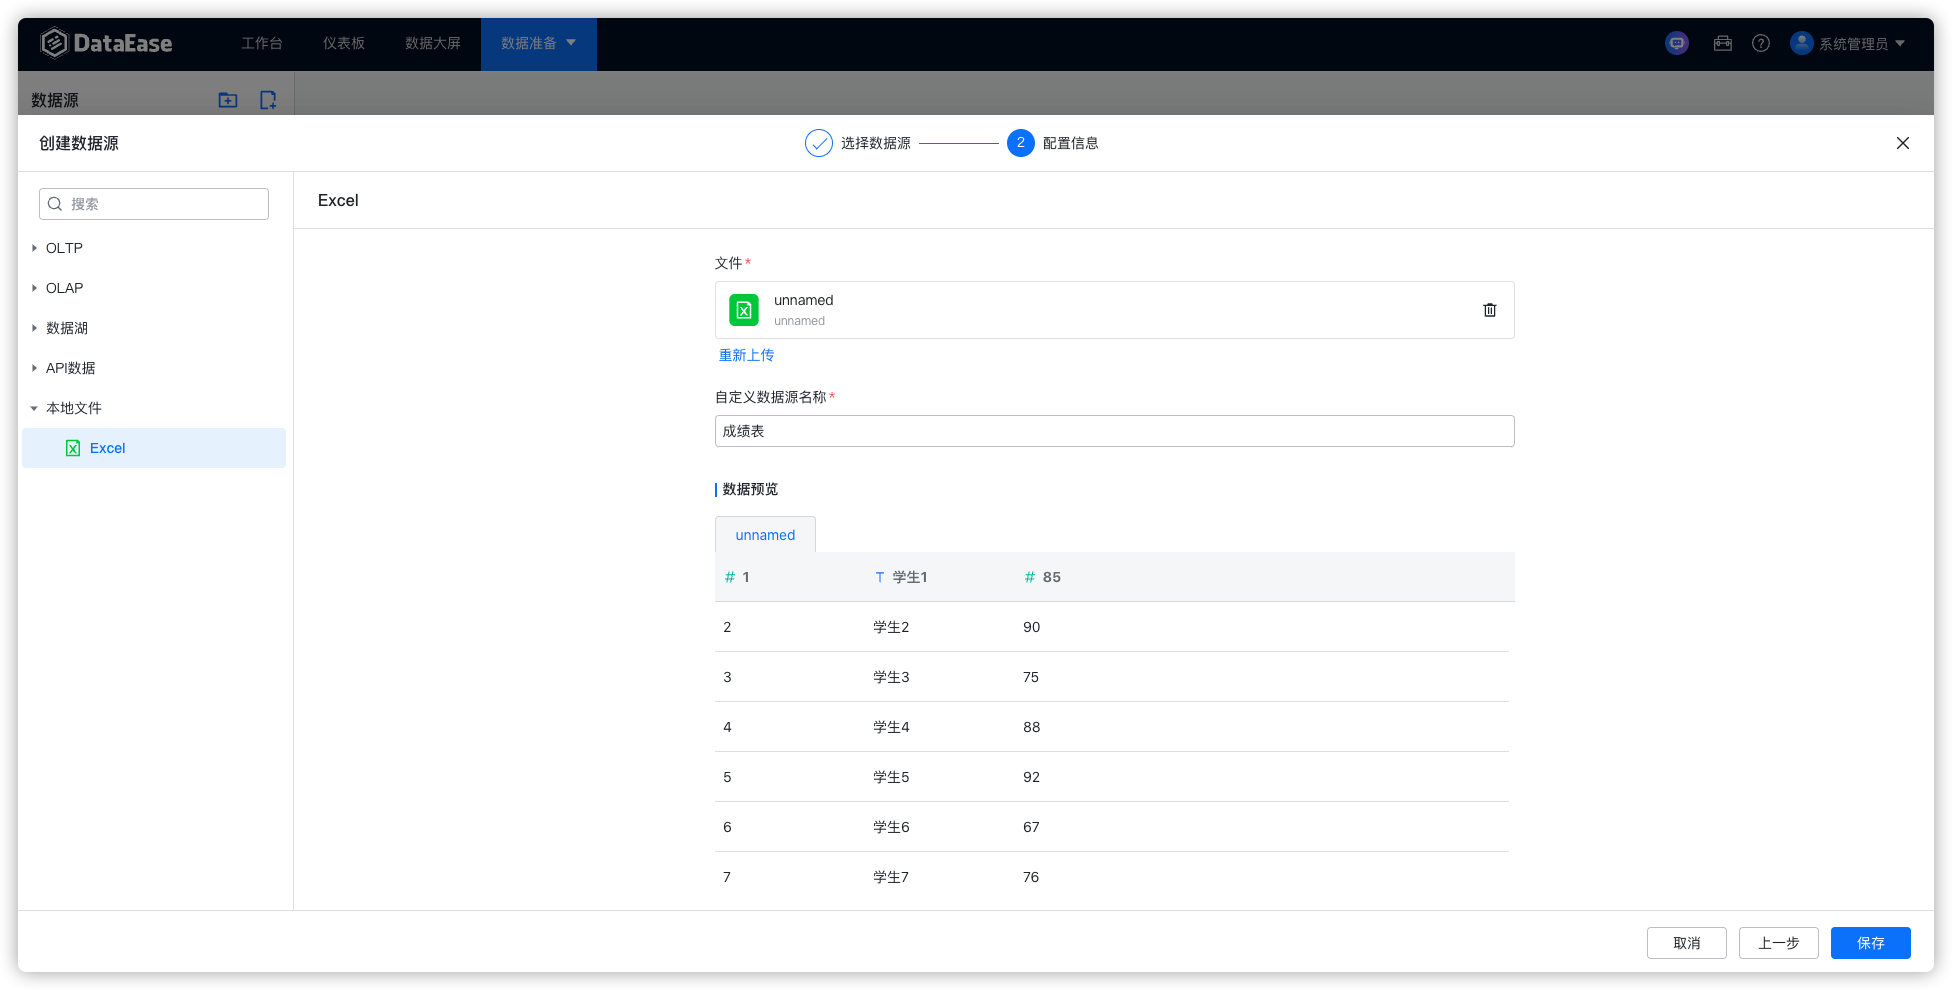 DataEase 工作台 仪表板 数据大屏 数据准备 系统管理员
数据源
创建数据源 选择数据源 2 配置信息
搜索
Excel
OLTP
OLAP
数据湖
API数据
本地文件
Excel
文件*
unnamed
unnamed
重新上传
自定义数据源名称*
成绩表
数据预览
unnamed
# 1 T 学生1 # 85
2 学生2 90
3 学生3 75
4 学生4 88
5 学生5 92
6 学生6 67
7 学生7 76
取消 上一步 保存